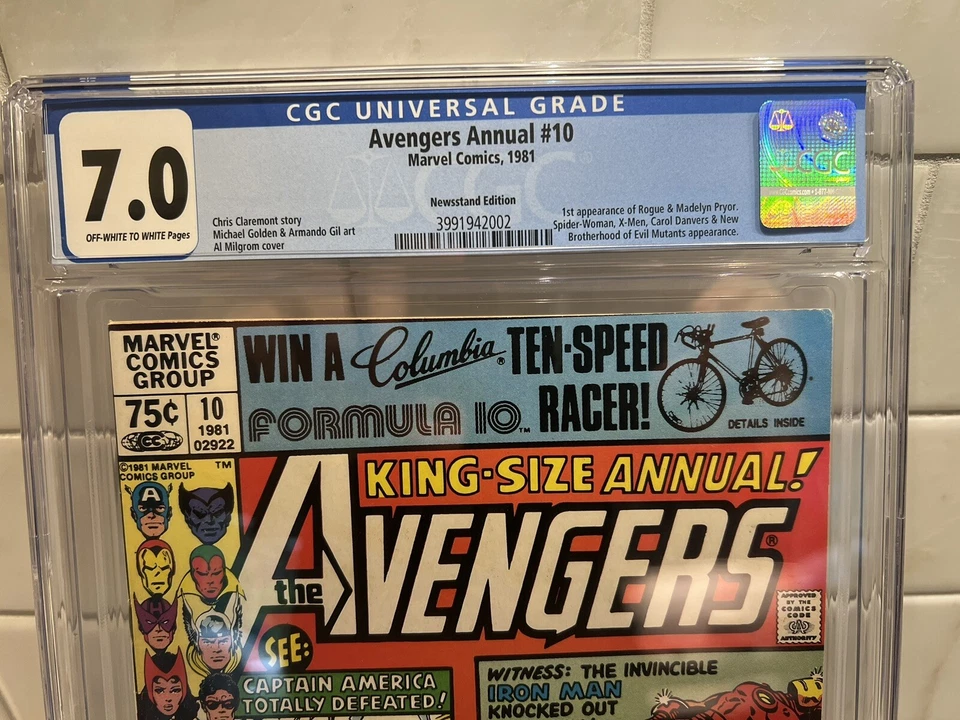 CGC UNIVERSAL GRADE
7.0
OFF-WHITE TO WHITE Pages
Avengers Annual #10
Marvel Comics, 1981
Newsstand Edition
Chris Claremont story
Michael Golden & Armando Gil art
Al Milgrom cover
3991942002
1st appearance of Rogue & Madelyn Pryor.
Spider-Woman, X-Men, Carol Danvers & New
Brotherhood of Evil Mutants appearance.
CGC
MARVEL®
COMICS
GROUP
75¢
CC
10
1981
02922
WIN A Columbia® TEN-SPEED
FORMULA 10™ RACER!
DETAILS INSIDE
©1981 MARVEL
COMICS GROUP
TM
KING-SIZE ANNUAL!
the AVENGERS®
APPROVED
BY THE
COMICS
CODE
AUTHORITY
SEE:
CAPTAIN AMERICA
TOTALLY DEFEATED!
WITNESS: THE INVINCIBLE
IRON MAN
KNOCKED OUT